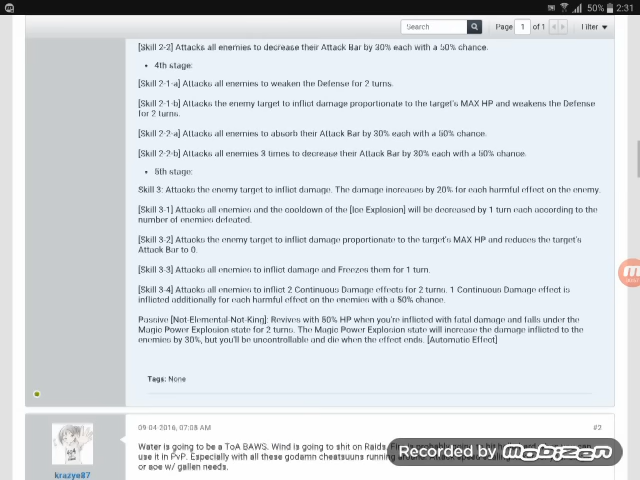 50% 2:31
Search Page 1 of 1 Filter
[Skill 2-2] Attacks all enemies to decrease their Attack Bar by 30% each with a 50% chance.
• 4th stage:
[Skill 2-1-a] Attacks all enemies to weaken the Defense for 2 turns.
[Skill 2-1-b] Attacks the enemy target to inflict damage proportionate to the target's MAX HP and weakens the Defense
for 2 turns.
[Skill 2-2-a] Attacks all enemies to absorb their Attack Bar by 30% each with a 50% chance.
[Skill 2-2-b] Attacks all enemies 3 times to decrease their Attack Bar by 30% each with a 50% chance.
• 5th stage:
Skill 3: Attacks the enemy target to inflict damage. The damage increases by 20% for each harmful effect on the enemy.
[Skill 3-1] Attacks all enemies and the cooldown of the [Ice Explosion] will be decreased by 1 turn each according to the
number of enemies defeated.
[Skill 3-2] Attacks the enemy target to inflict damage proportionate to the target's MAX HP and reduces the target's
Attack Bar to 0.
[Skill 3-3] Attacks all enemies to inflict damage and Freezes them for 1 turn.
[Skill 3-4] Attacks all enemies to inflict 2 Continuous Damage effects for 2 turns. 1 Continuous Damage effect is
inflicted additionally for each harmful effect on the enemies with a 50% chance.
Passive [Not-Elemental-Not-King]: Revives with 50% HP when you're inflicted with fatal damage and falls under the
Magic Power Explosion state for 2 turns. The Magic Power Explosion state will increase the damage inflicted to the
enemies by 30%, but you'll be uncontrollable and die when the effect ends. [Automatic Effect]
Tags: None
09-04-2016, 07:08 AM #2
Water is going to be a ToA BAWS. Wind is going to shit on Raids.
use it in PvP. Especially with all these godamn cheatsuuns running
or aoe w/ gallen needs.
krazye87
Recorded by Mobizen